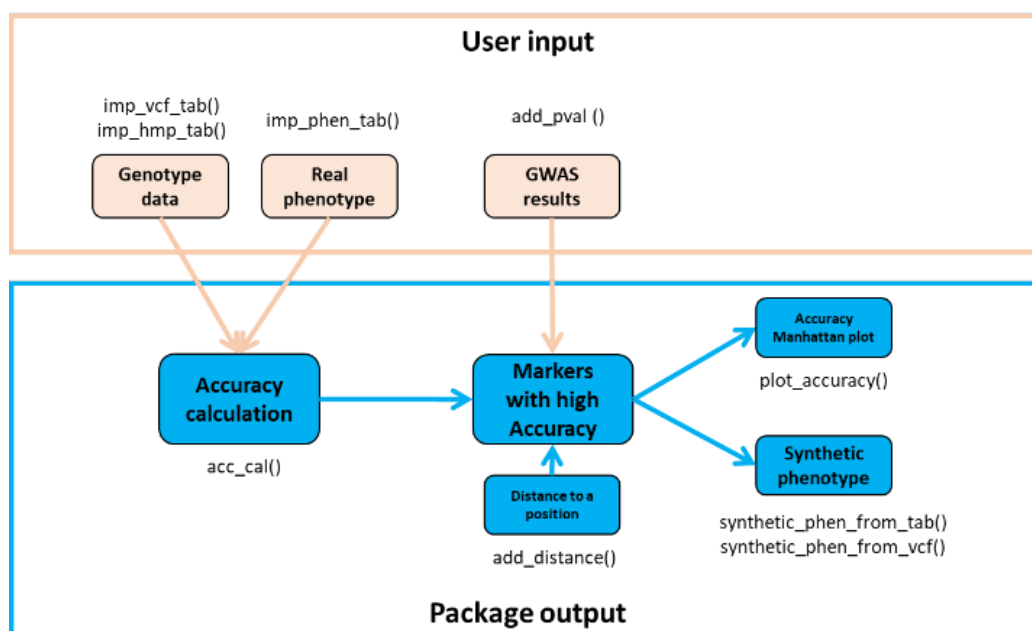 User input
imp_vcf_tab()
imp_hmp_tab()
imp_phen_tab()
add_pval ()
Genotype
data
Real
phenotype
GWAS
results
Accuracy
calculation
acc_cal()
Markers
with high
Accuracy
Distance to a
position
add_distance()
Accuracy
Manhattan plot
plot_accuracy()
Synthetic
phenotype
synthetic_phen_from_tab()
synthetic_phen_from_vcf()
Package output